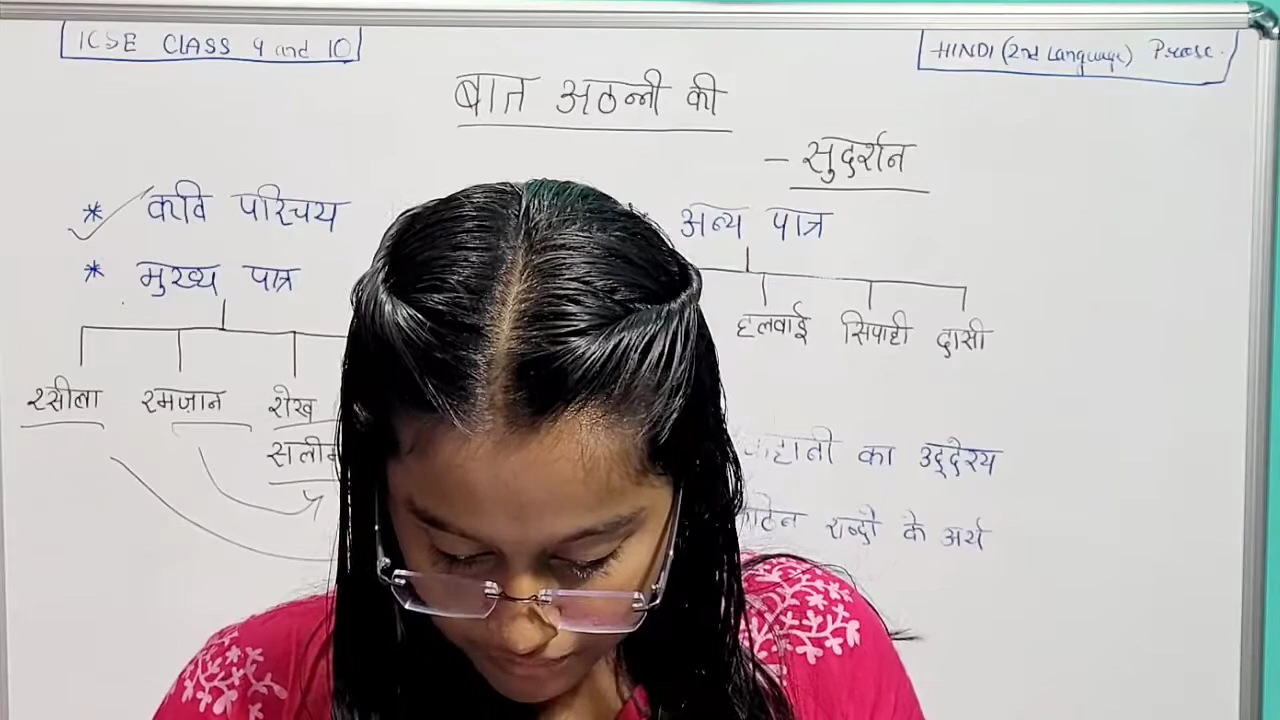 ICSE CLASS 9 and 10
HINDI (2nd Language) Prose.
बात अठन्नी की
- सुदर्शन
* कवि परिचय
* मुख्य पात्र
रसीला रमज़ान शेख
अन्य पात्र
हलवाई सिपाही दासी
का उद्देश्य
शब्दों के अर्थ